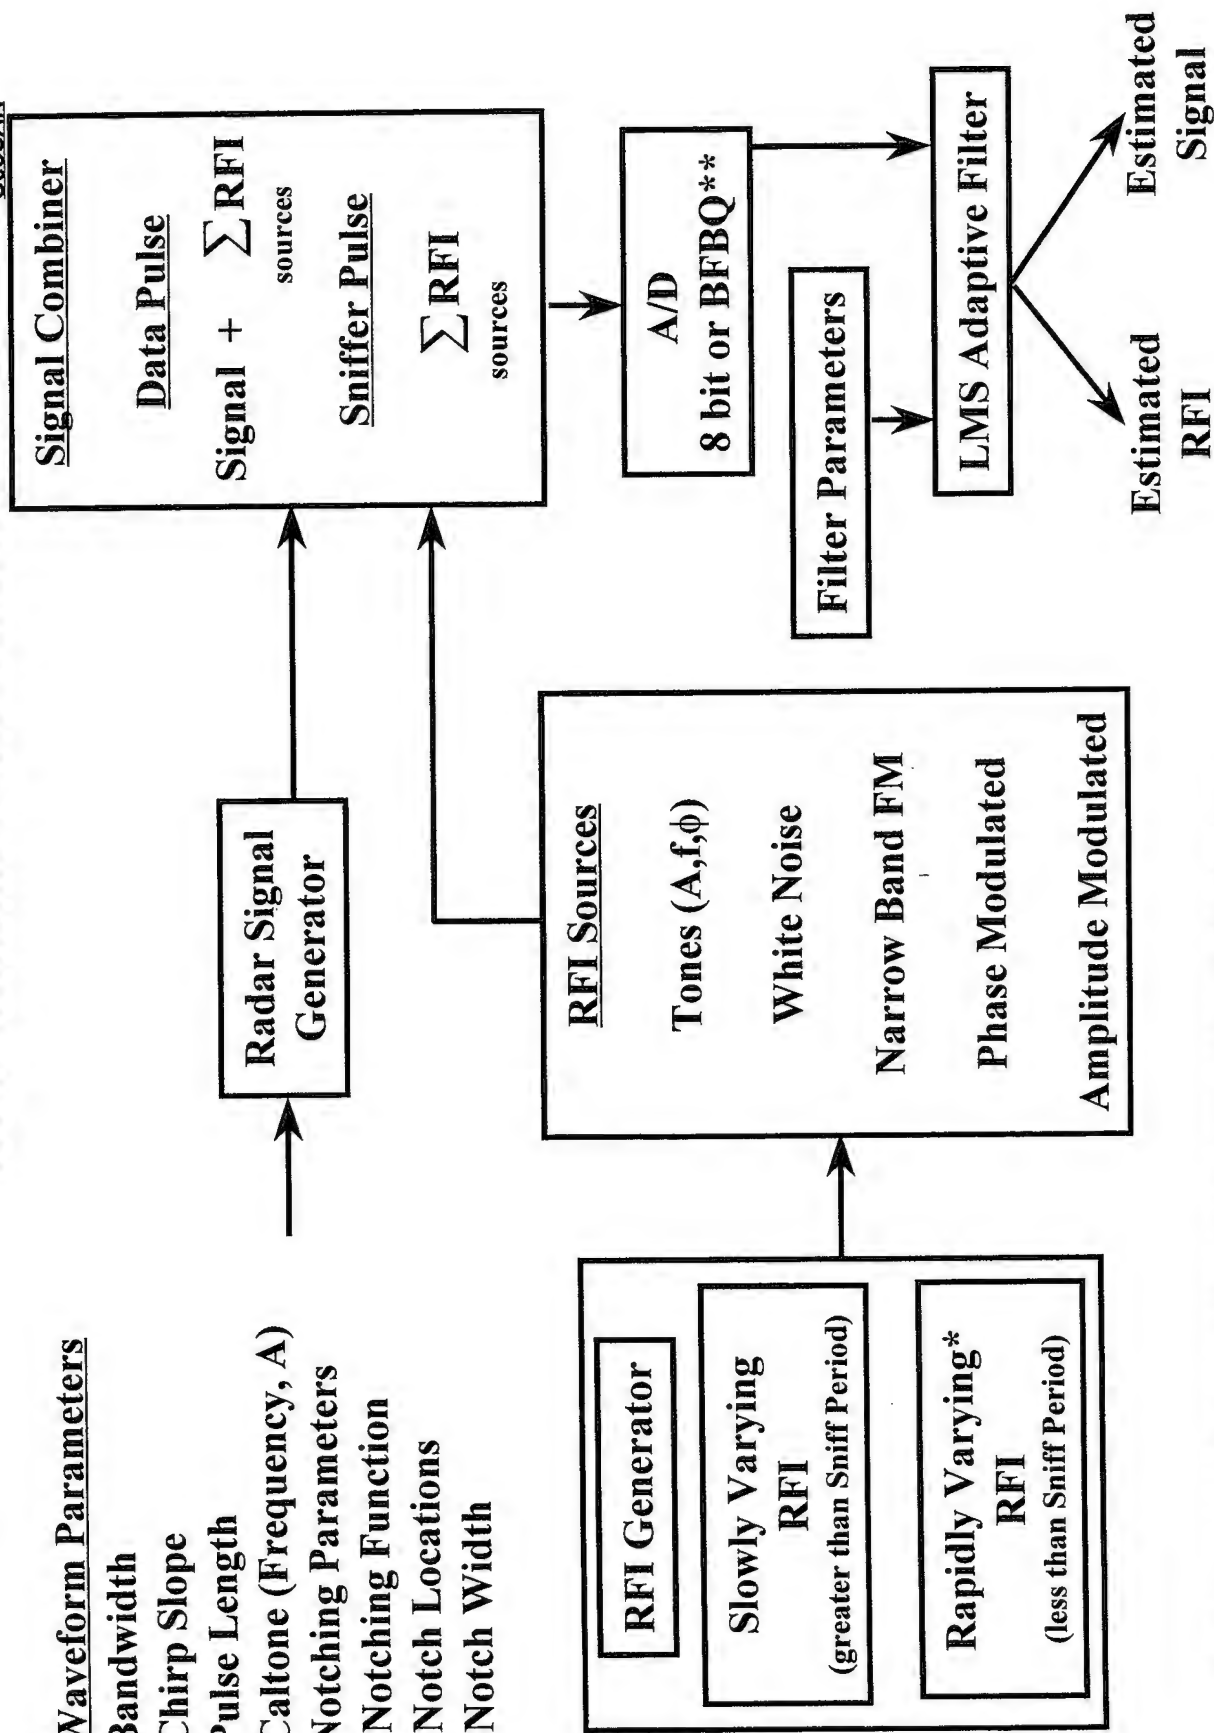 Waveform Parameters
Bandwidth
Chirp Slope
Pulse Length
Caltone (Frequency, A)
Notching Parameters
Notching Function
Notch Locations
Notch Width
Radar Signal
Generator
Signal Combiner
Data Pulse
Signal + ∑RFI
sources
Sniffer Pulse
∑RFI
sources
RFI Generator
Slowly Varying
RFI
(greater than Sniff Period)
Rapidly Varying*
RFI
(less than Sniff Period)
RFI Sources
Tones (A,f,ϕ)
White Noise
Narrow Band FM
Phase Modulated
Amplitude Modulated
A/D
8 bit or BFBQ**
Filter Parameters
LMS Adaptive Filter
Estimated
RFI
Estimated
Signal